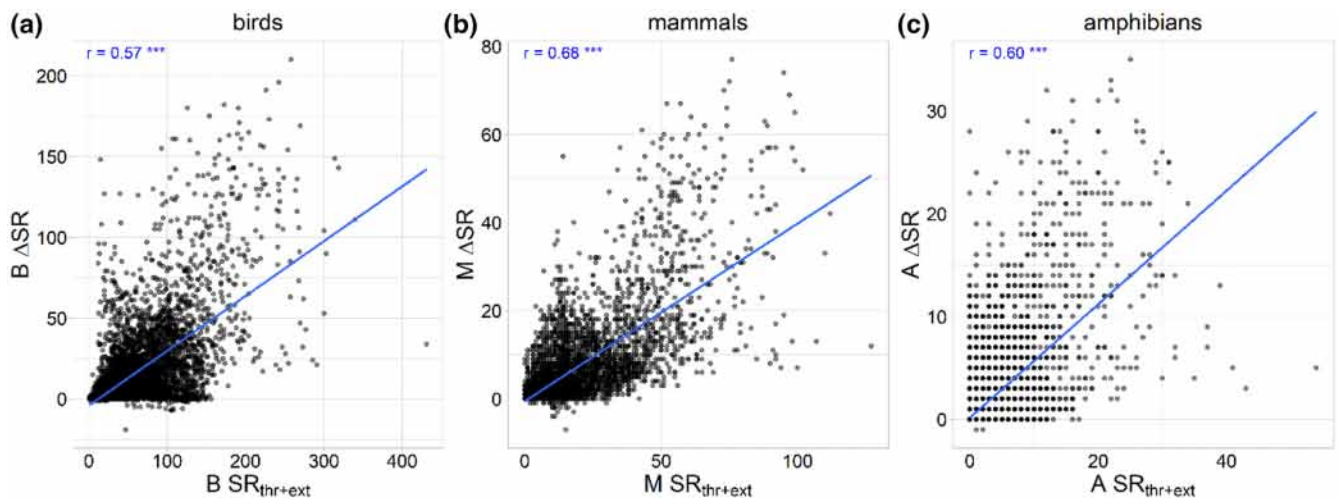 (a) birds
r = 0.57 ***
B ΔSR
200
150
100
50
0
0 100 200 300 400
B SRthr+ext
(b) mammals
r = 0.68 ***
M ΔSR
80
60
40
20
0
0 50 100
M SRthr+ext
(c) amphibians
r = 0.60 ***
A ΔSR
30
20
10
0
0 20 40
A SRthr+ext